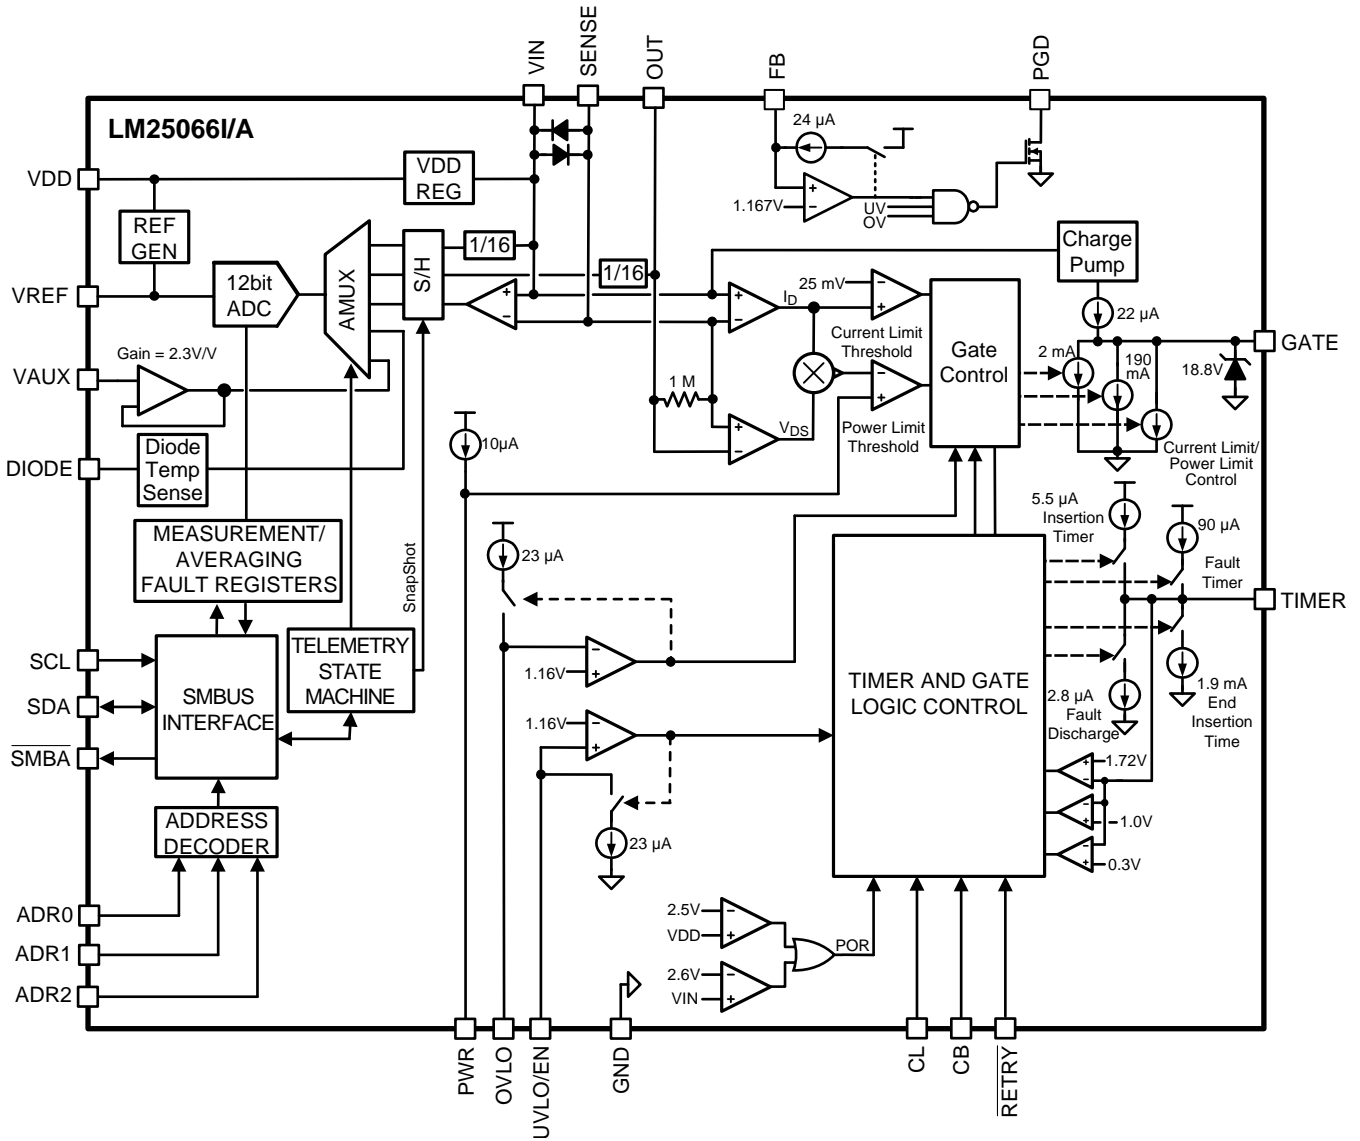 VIN
SENSE
OUT
FB
PGD
LM25066I/A
24 µA
VDD
VDD
REG
1.167V
+
−
UV
OV
REF
GEN
Charge
Pump
1/16
1/16
S/H
AMUX
12bit
ADC
VREF
+
−
+
−
ID
25 mV
−
+
22 µA
Current Limit
Threshold
Gate
Control
GATE
Gain = 2.3V/V
VAUX
2 mA
190
mA
18.8V
1 M
−
+
10µA
+
−
VDS
Power Limit
Threshold
Current Limit/
Power Limit
Control
DIODE
Diode
Temp
Sense
MEASUREMENT/
AVERAGING
FAULT REGISTERS
SnapShot
23 µA
5.5 µA
Insertion
Timer
90 µA
Fault
Timer
TIMER
SCL
SDA
SMBA
SMBUS
INTERFACE
TELEMETRY
STATE
MACHINE
−
1.16V
+
1.16V
−
+
TIMER AND GATE
LOGIC CONTROL
2.8 µA
Fault
Discharge
1.9 mA
End
Insertion
Time
+
1.72V
−
−
+
1.0V
−
+
0.3V
ADDRESS
DECODER
23 µA
ADR0
ADR1
ADR2
2.5V
−
VDD
+
POR
2.6V
−
VIN
+
PWR
OVLO
UVLO/EN
GND
CL
CB
RETRY